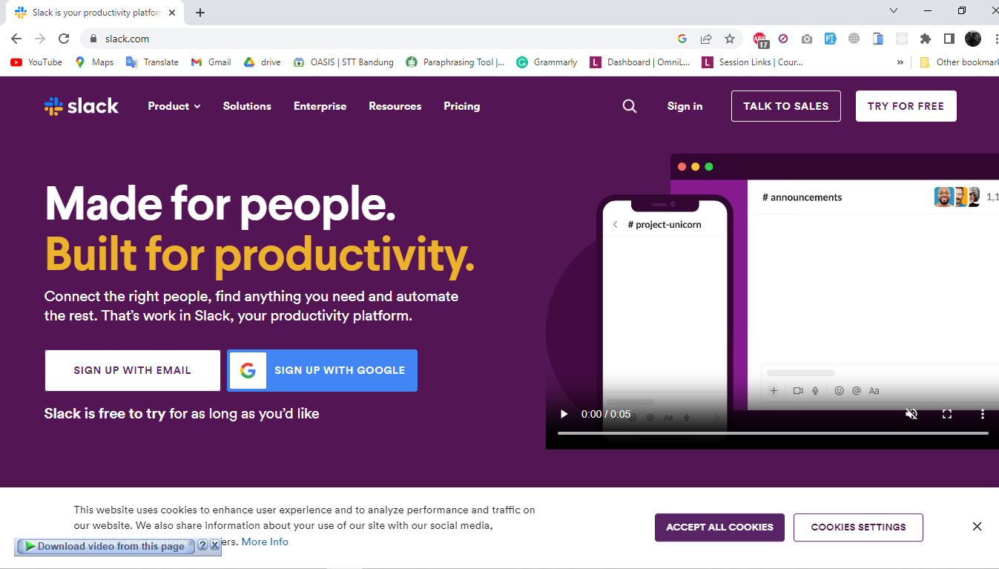 Slack is your productivity platform
slack.com
17
YouTube
Maps
Translate
Gmail
drive
OASIS | STT Bandung
Paraphrasing Tool |...
Grammarly
Dashboard | OmniL...
Session Links | Cour...
»
Other bookmark
slack
Product
Solutions
Enterprise
Resources
Pricing
Sign in
TALK TO SALES
TRY FOR FREE
Made for people.
Built for productivity.
Connect the right people, find anything you need and automate
the rest. That’s work in Slack, your productivity platform.
SIGN UP WITH EMAIL
SIGN UP WITH GOOGLE
Slack is free to try for as long as you’d like
# announcements
1,1
# project-unicorn
Aa
0:00 / 0:05
Aa
This website uses cookies to enhance user experience and to analyze performance and traffic on
our website. We also share information about your use of our site with our social media,
ers. More Info
ACCEPT ALL COOKIES
COOKIES SETTINGS
Download video from this page